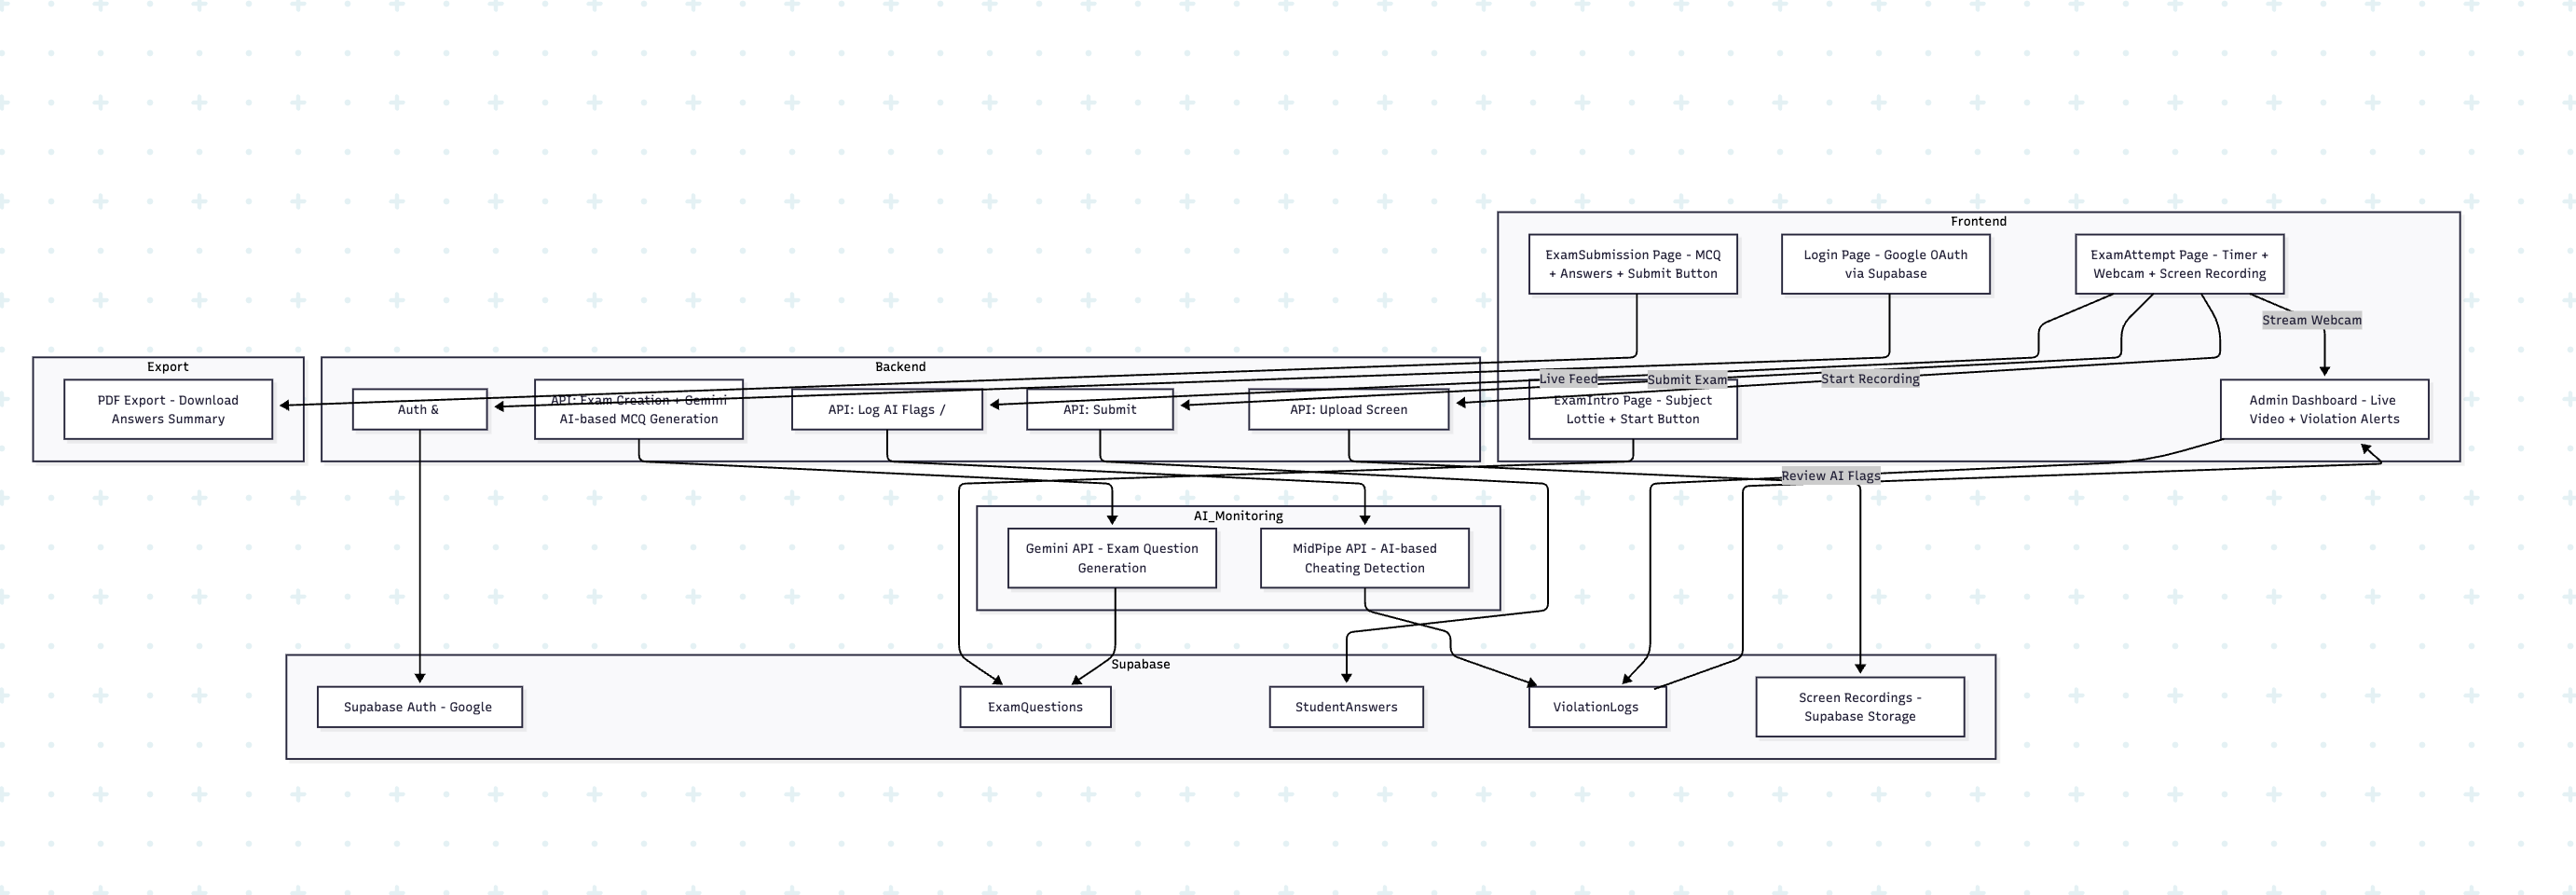 Frontend
ExamSubmission Page - MCQ
+ Answers + Submit Button
Login Page - Google OAuth
via Supabase
ExamAttempt Page - Timer +
Webcam + Screen Recording
Stream Webcam
Export
PDF Export - Download
Answers Summary
Backend
Auth &
API: Exam Creation + Gemini
AI-based MCQ Generation
API: Log AI Flags /
API: Submit
API: Upload Screen
Live Feed
Submit Exam
Start Recording
ExamIntro Page - Subject
Lottie + Start Button
Admin Dashboard - Live
Video + Violation Alerts
Review AI Flags
AI_Monitoring
Gemini API - Exam Question
Generation
MidPipe API - AI-based
Cheating Detection
Supabase
Supabase Auth - Google
ExamQuestions
StudentAnswers
ViolationLogs
Screen Recordings -
Supabase Storage